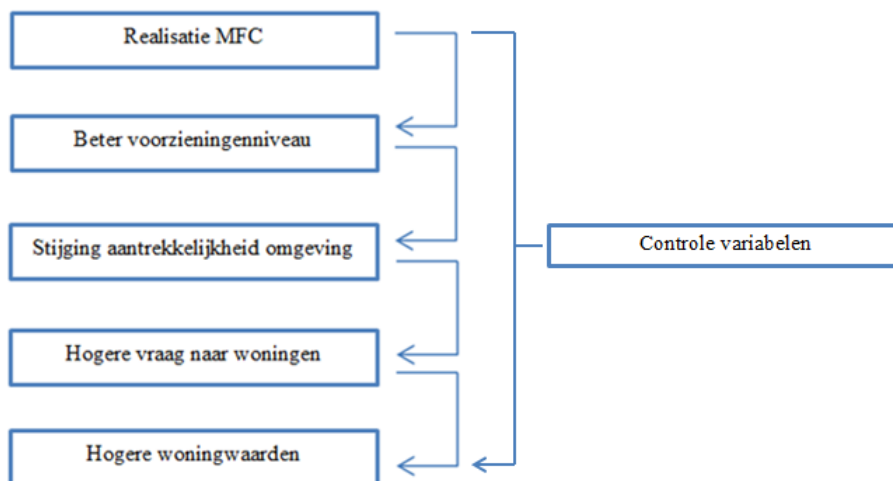 Realisatie MFC
Beter voorzieningenniveau
Stijging aantrekkelijkheid omgeving
Controle variabelen
Hogere vraag naar woningen
Hogere woningwaarden